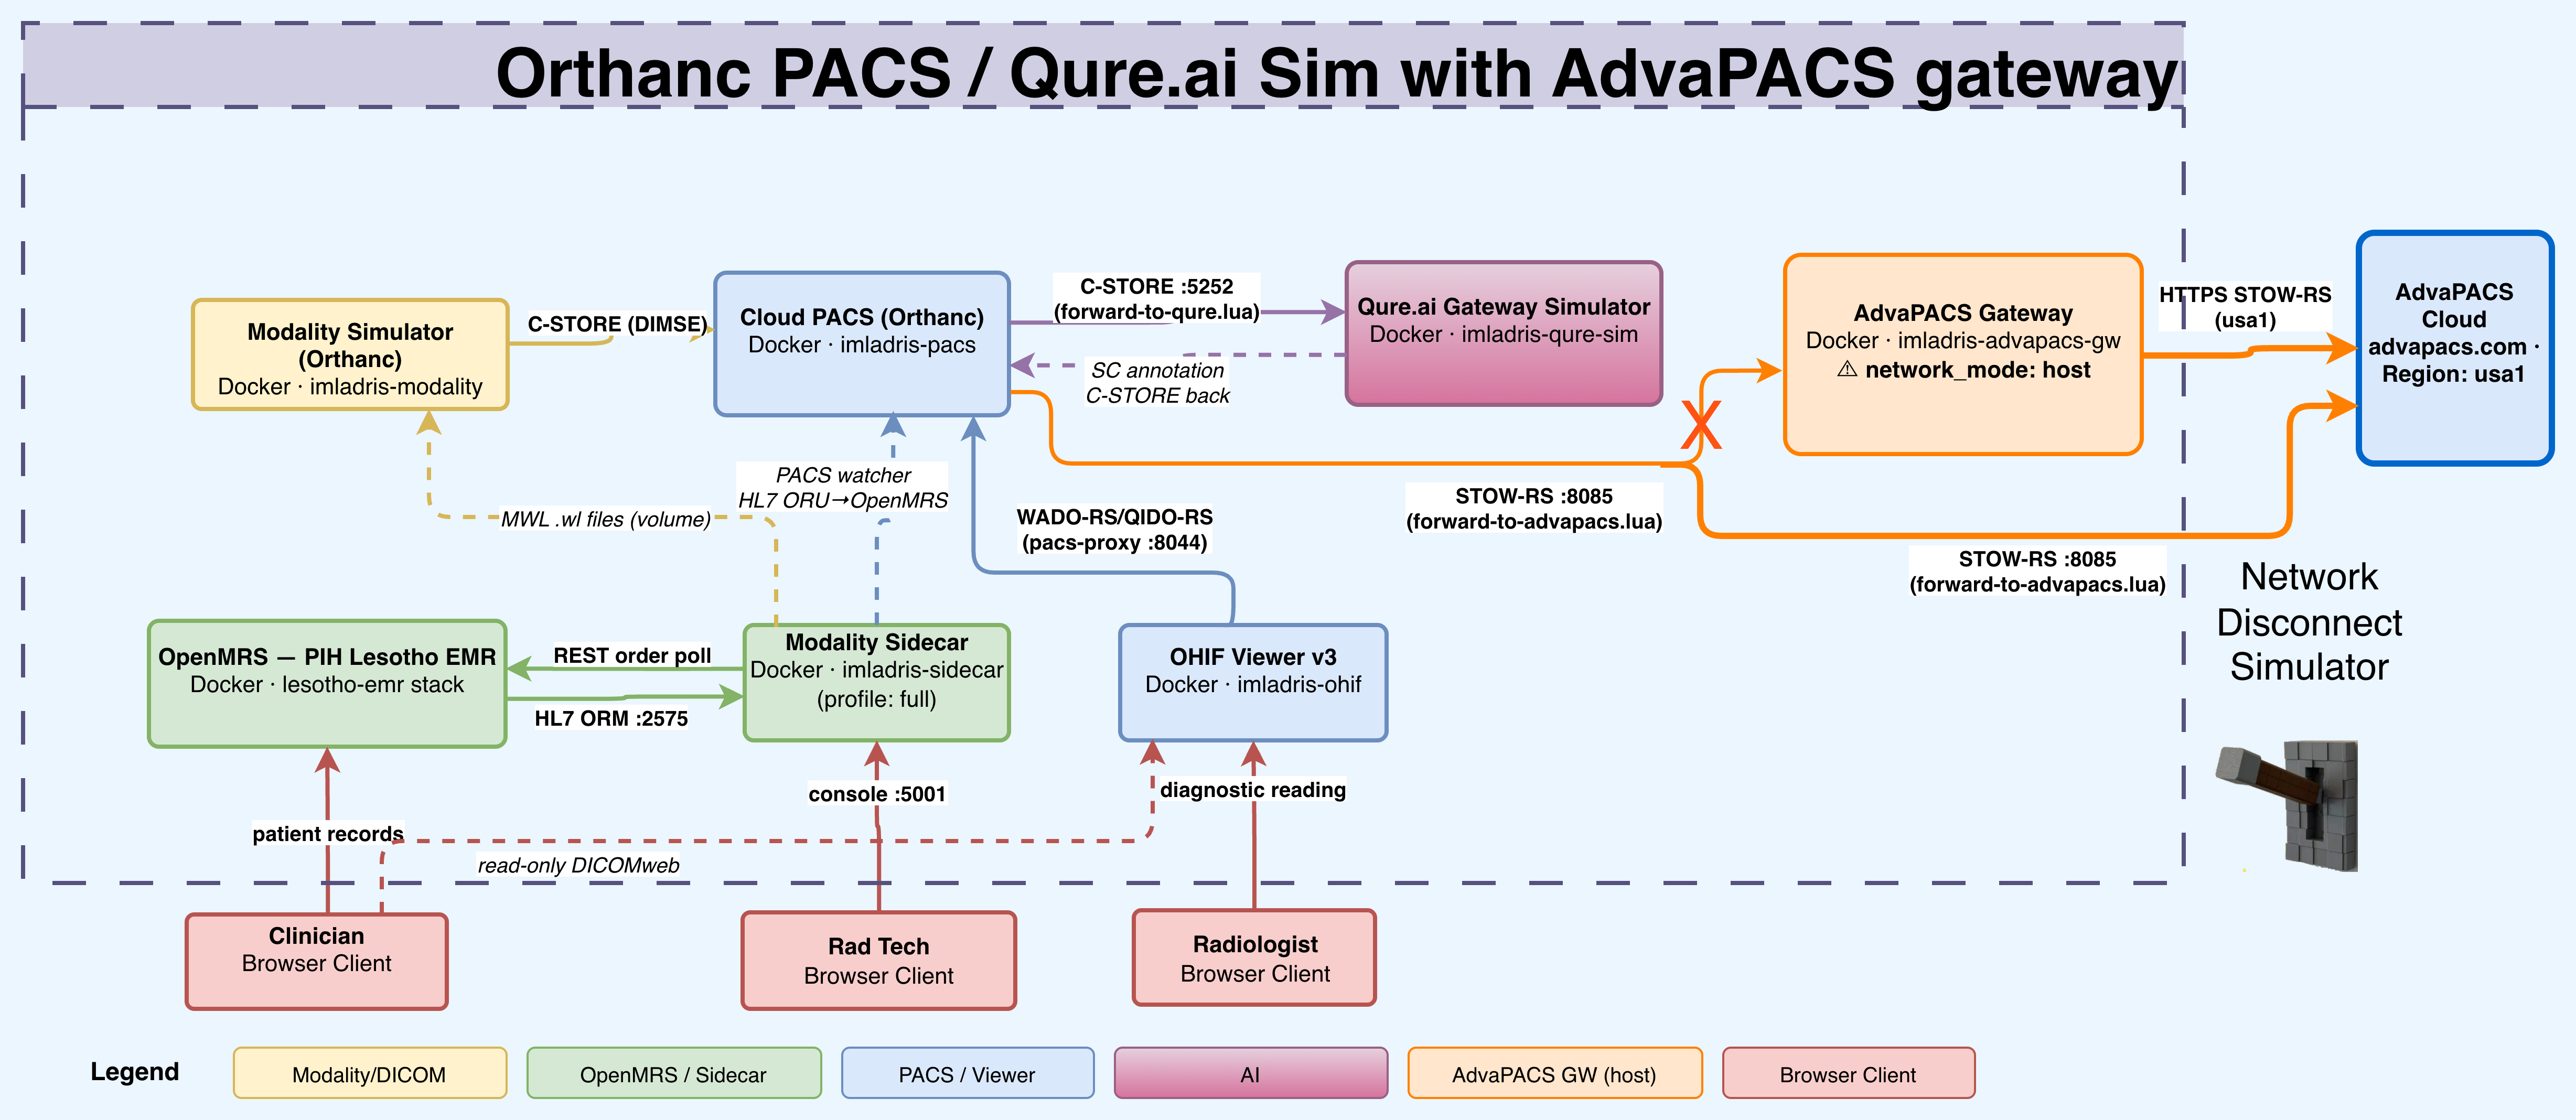 Orthanc PACS / Qure.ai Sim with AdvaPACS gateway
Modality Simulator
(Orthanc)
Docker · imladris-modality
C-STORE (DIMSE)
Cloud PACS (Orthanc)
Docker · imladris-pacs
C-STORE :5252
(forward-to-qure.lua)
SC annotation
C-STORE back
Qure.ai Gateway Simulator
Docker · imladris-qure-sim
X
AdvaPACS Gateway
Docker · imladris-advapacs-gw
⚠ network_mode: host
HTTPS STOW-RS
(usa1)
AdvaPACS
Cloud
advapacs.com ·
Region: usa1
MWL .wl files (volume)
PACS watcher
HL7 ORU→OpenMRS
WADO-RS/QIDO-RS
(pacs-proxy :8044)
STOW-RS :8085
(forward-to-advapacs.lua)
STOW-RS :8085
(forward-to-advapacs.lua)
Network
Disconnect
Simulator
OpenMRS — PIH Lesotho EMR
Docker · lesotho-emr stack
REST order poll
HL7 ORM :2575
Modality Sidecar
Docker · imladris-sidecar
(profile: full)
OHIF Viewer v3
Docker · imladris-ohif
patient records
console :5001
diagnostic reading
read-only DICOMweb
Clinician
Browser Client
Rad Tech
Browser Client
Radiologist
Browser Client
Legend
Modality/DICOM
OpenMRS / Sidecar
PACS / Viewer
AI
AdvaPACS GW (host)
Browser Client